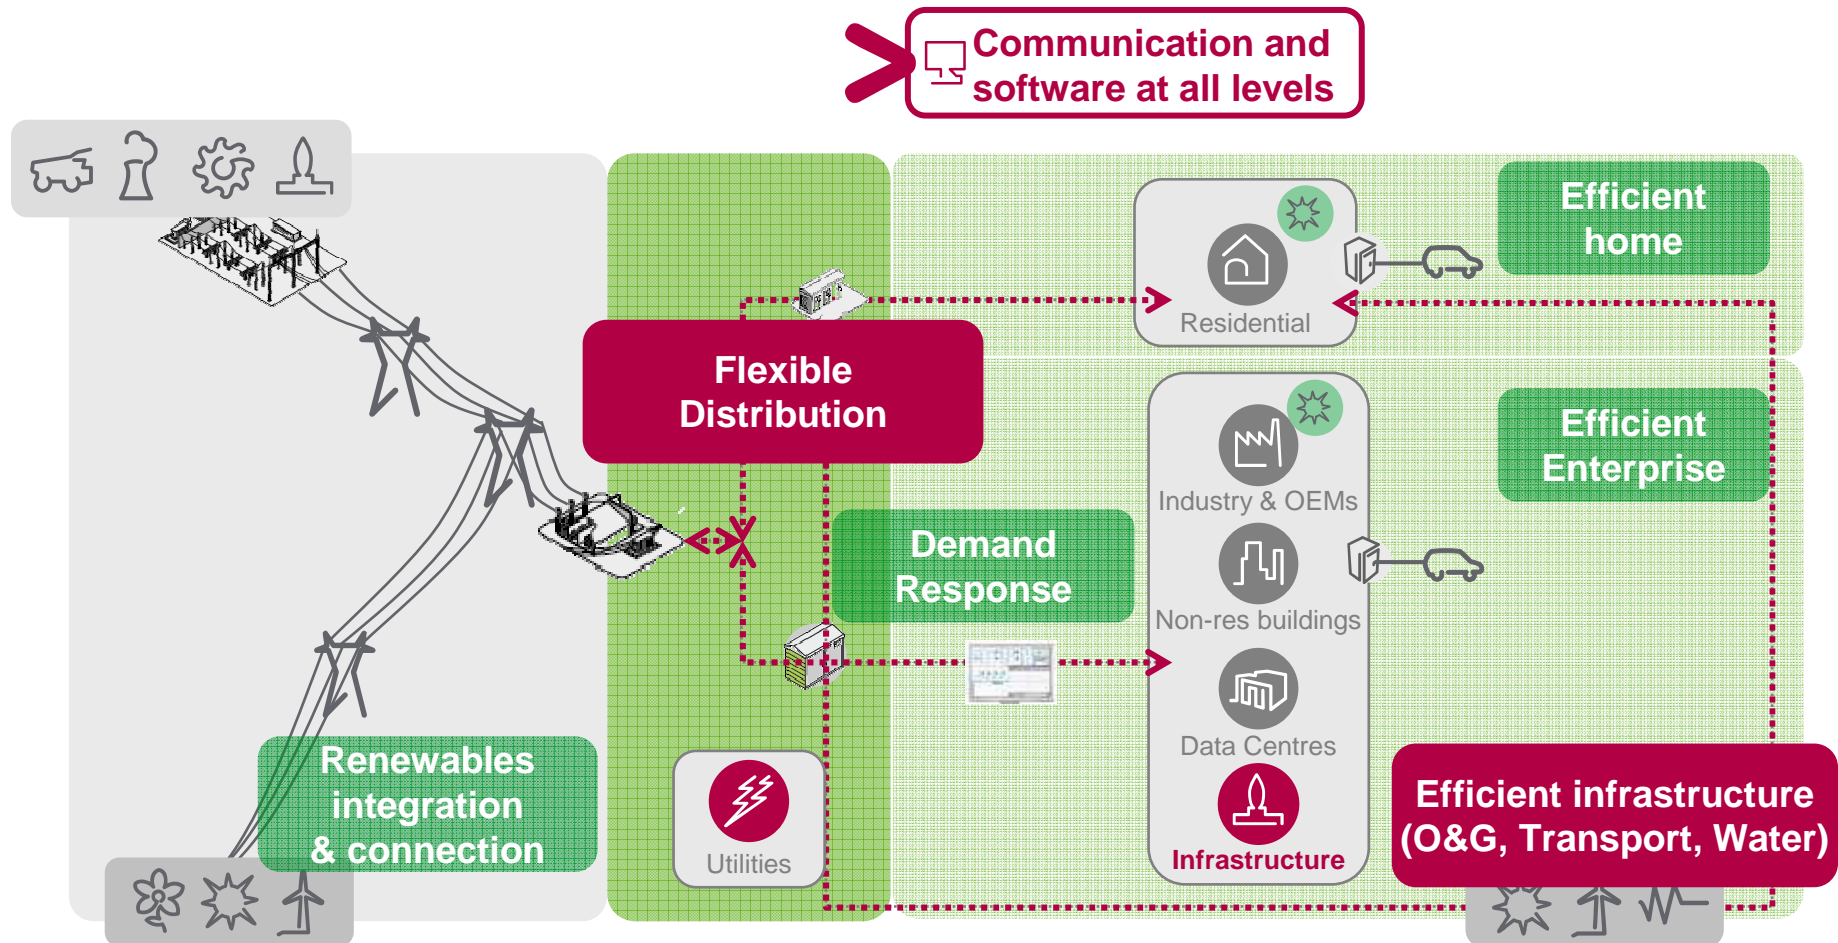 Communication and
software at all levels
Efficient
home
Residential
Flexible
Distribution
Efficient
Enterprise
Industry & OEMs
Demand
Response
Non-res buildings
Data Centres
Renewables
integration
& connection
Utilities
Infrastructure
Efficient infrastructure
(O&G, Transport, Water)